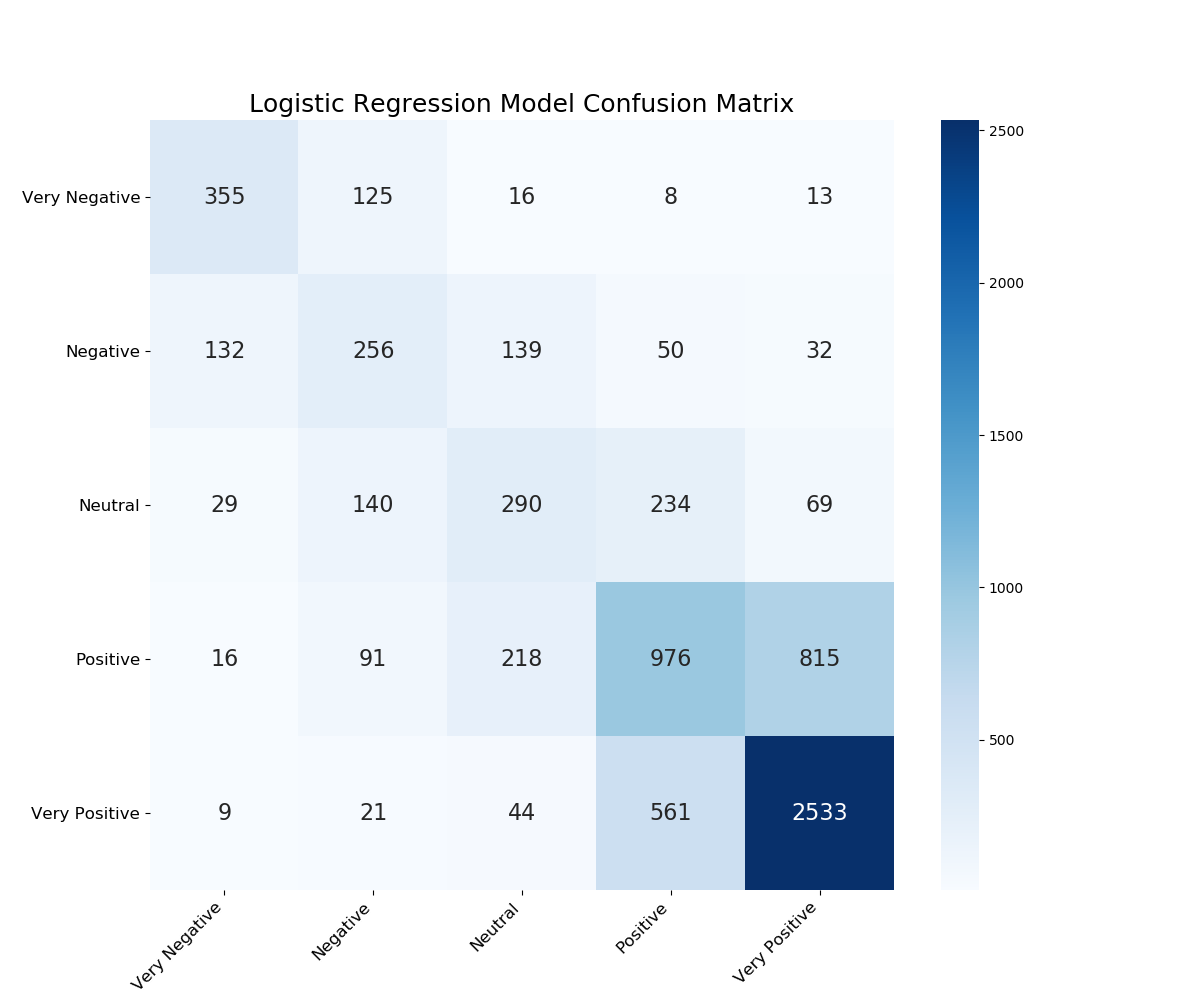 Logistic Regression Model Confusion Matrix
Very Negative 355 125 16 8 13
Negative 132 256 139 50 32
Neutral 29 140 290 234 69
Positive 16 91 218 976 815
Very Positive 9 21 44 561 2533
Very Negative Negative Neutral Positive Very Positive
2500
2000
1500
1000
500